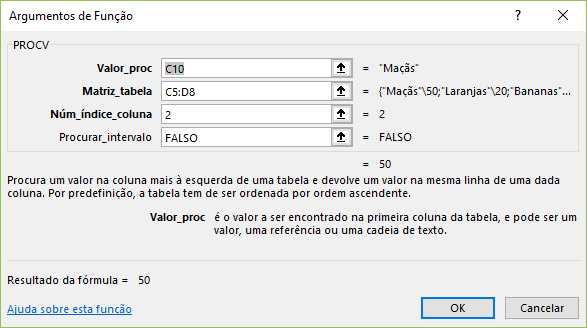 Argumentos de Função ? ×
PROCV
Valor_proc C10 = "Maçãs"
Matriz_tabela C5:D8 = {"Maçãs"\50;"Laranjas"\20;"Bananas"...
Núm_índice_coluna 2 = 2
Procurar_intervalo FALSO = FALSO
= 50
Procura um valor na coluna mais à esquerda de uma tabela e devolve um valor na mesma linha de uma dada
coluna. Por predefinição, a tabela tem de ser ordenada por ordem ascendente.
Valor_proc é o valor a ser encontrado na primeira coluna da tabela, e pode ser um
valor, uma referência ou uma cadeia de texto.
Resultado da fórmula = 50
Ajuda sobre esta função
OK Cancelar